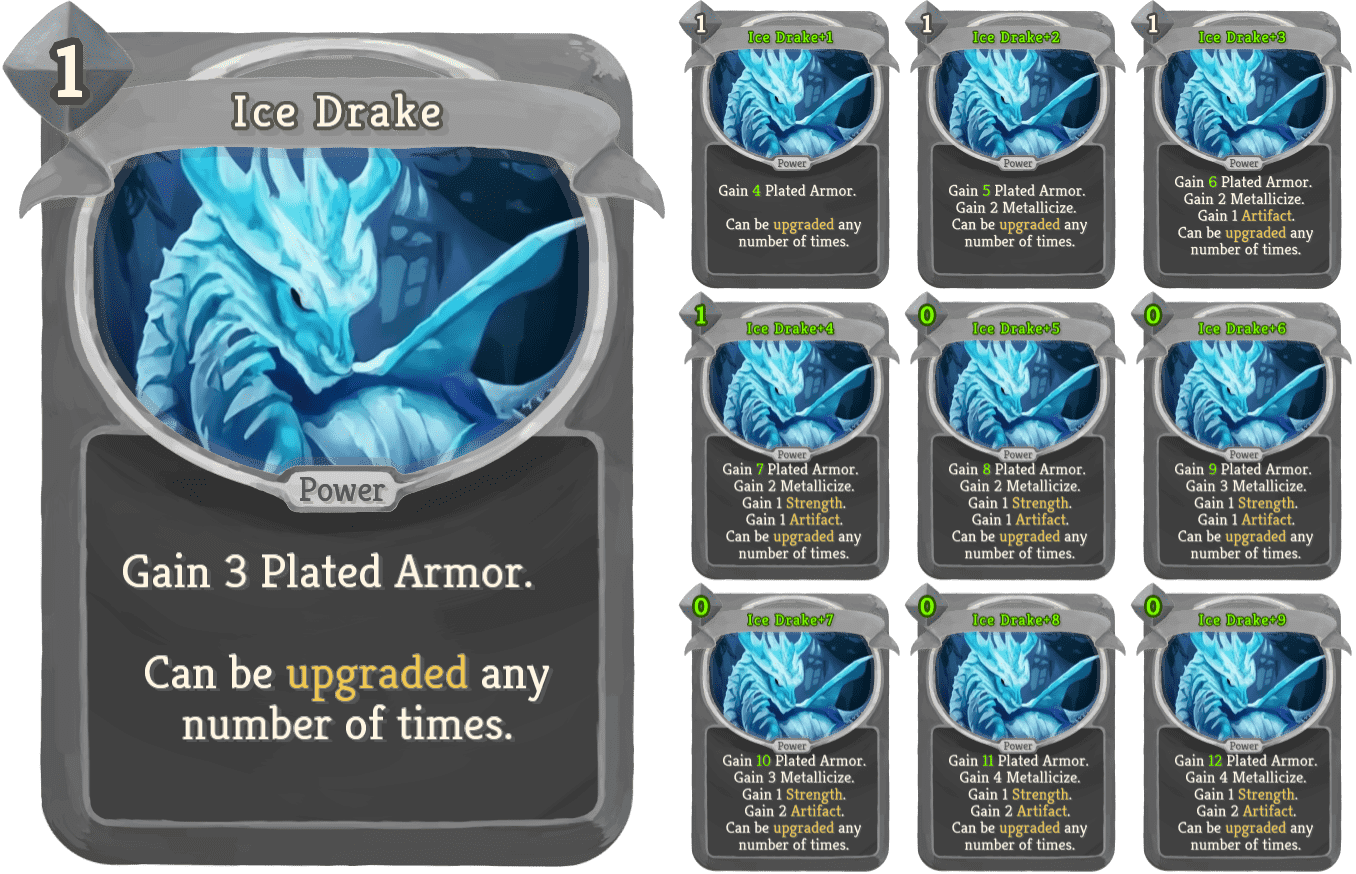 1
Ice Drake
Power
Gain 3 Plated Armor.
Can be upgraded any
number of times.
1
Ice Drake+1
Power
Gain 4 Plated Armor.
Can be upgraded any
number of times.
1
Ice Drake+2
Power
Gain 5 Plated Armor.
Gain 2 Metallicize.
Can be upgraded any
number of times.
1
Ice Drake+3
Power
Gain 6 Plated Armor.
Gain 2 Metallicize.
Gain 1 Artifact.
Can be upgraded any
number of times.
1
Ice Drake+4
Power
Gain 7 Plated Armor.
Gain 2 Metallicize.
Gain 1 Strength.
Gain 1 Artifact.
Can be upgraded any
number of times.
0
Ice Drake+5
Power
Gain 8 Plated Armor.
Gain 2 Metallicize.
Gain 1 Strength.
Gain 1 Artifact.
Can be upgraded any
number of times.
0
Ice Drake+6
Power
Gain 9 Plated Armor.
Gain 3 Metallicize.
Gain 1 Strength.
Gain 1 Artifact.
Can be upgraded any
number of times.
0
Ice Drake+7
Power
Gain 10 Plated Armor.
Gain 3 Metallicize.
Gain 1 Strength.
Gain 2 Artifact.
Can be upgraded any
number of times.
0
Ice Drake+8
Power
Gain 11 Plated Armor.
Gain 4 Metallicize.
Gain 1 Strength.
Gain 2 Artifact.
Can be upgraded any
number of times.
0
Ice Drake+9
Power
Gain 12 Plated Armor.
Gain 4 Metallicize.
Gain 1 Strength.
Gain 2 Artifact.
Can be upgraded any
number of times.